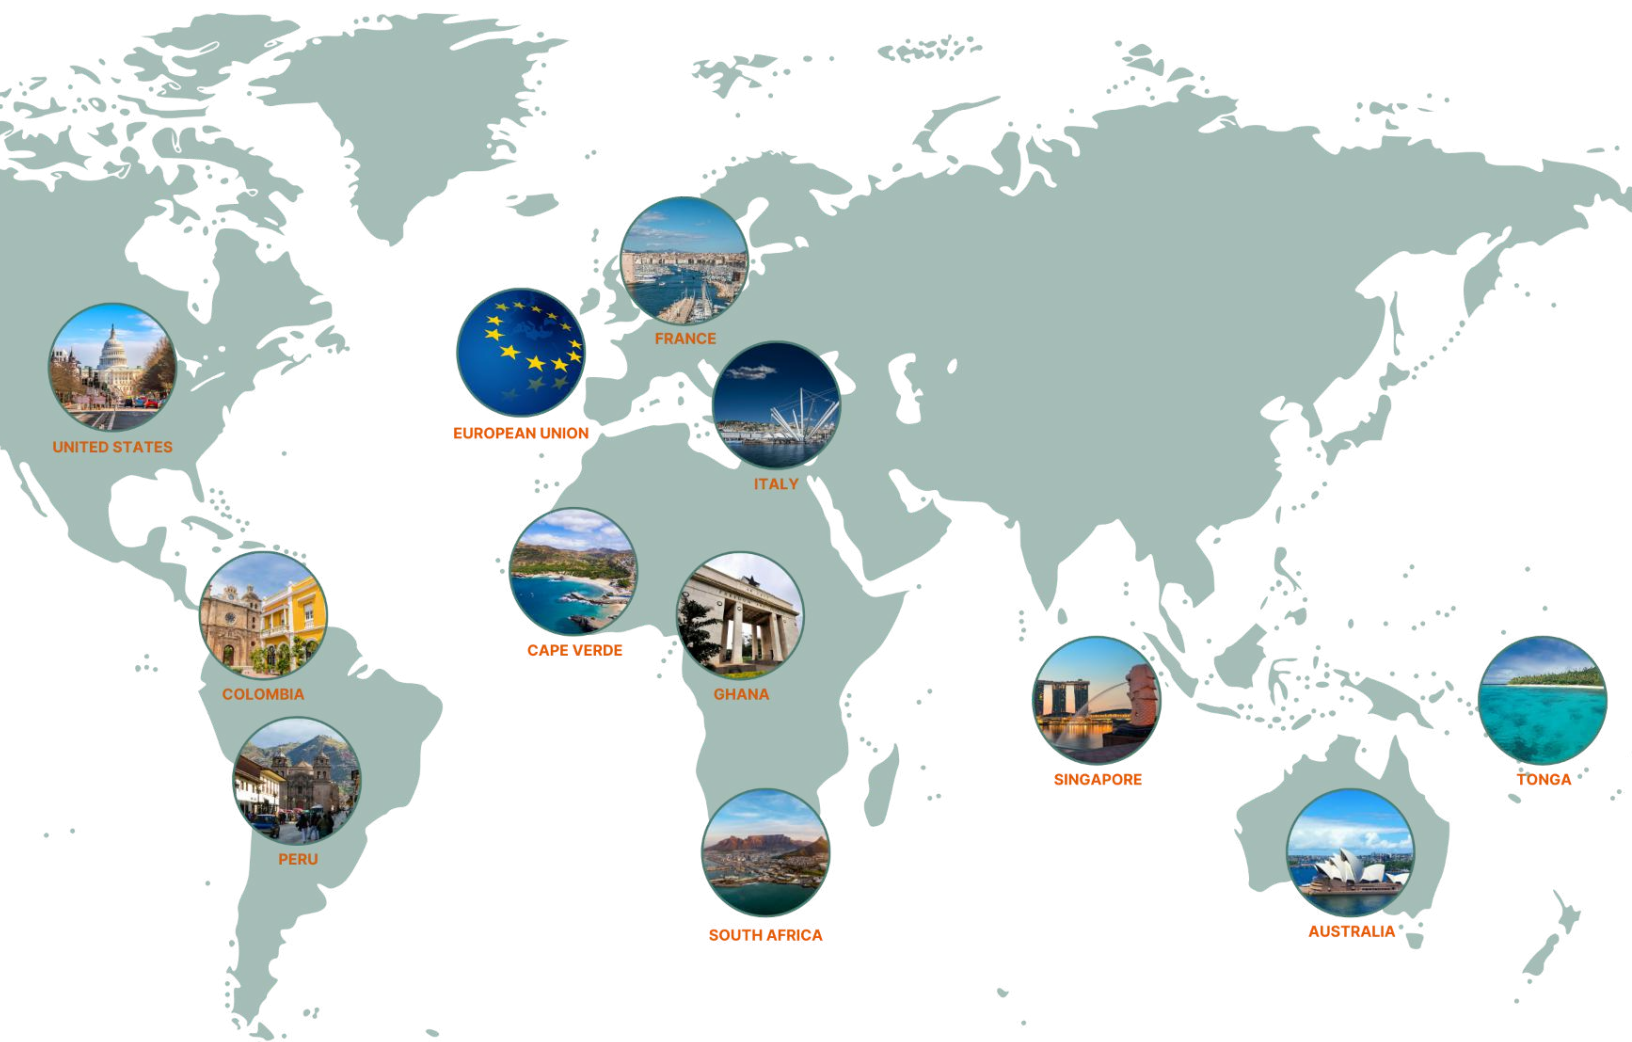 FRANCE
EUROPEAN UNION
UNITED STATES
ITALY
CAPE VERDE
COLOMBIA
GHANA
SINGAPORE
TONGA
PERU
SOUTH AFRICA
AUSTRALIA